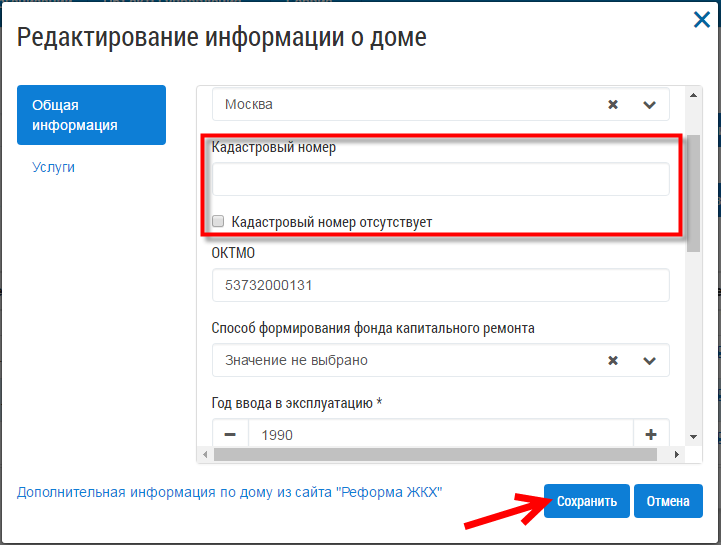 Редактирование информации о доме
Общая
информация
Услуги
Москва
Кадастровый номер
Кадастровый номер отсутствует
ОКТМО
53732000131
Способ формирования фонда капитального ремонта
Значение не выбрано
Год ввода в эксплуатацию *
1990
Дополнительная информация по дому из сайта "Реформа ЖКХ"
Сохранить
Отмена